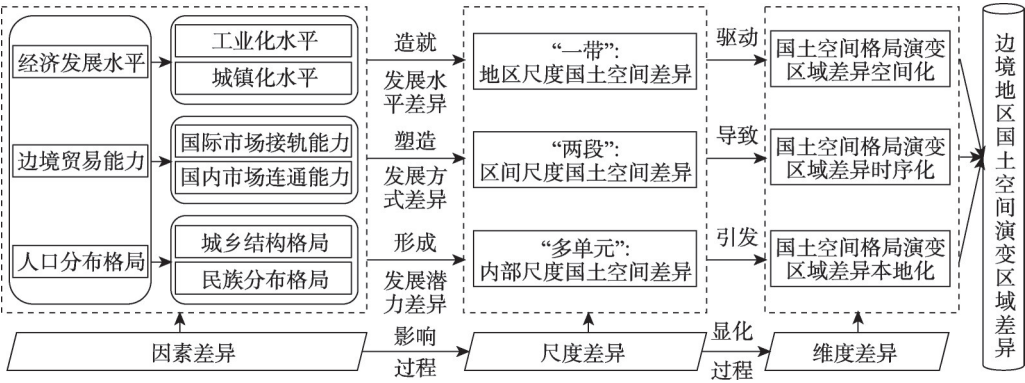 经济发展水平
工业化水平
城镇化水平
造就
发展水
平差异
“一带”:
地区尺度国土空间差异
驱动
国土空间格局演变
区域差异空间化
边境贸易能力
国际市场接轨能力
国内市场连通能力
塑造
发展方
式差异
“两段”:
区间尺度国土空间差异
导致
国土空间格局演变
区域差异时序化
人口分布格局
城乡结构格局
民族分布格局
形成
发展潜
力差异
“多单元”:
内部尺度国土空间差异
引发
国土空间格局演变
区域差异本地化
边境地区国土空间演变区域差异
因素差异
影响
过程
尺度差异
显化
过程
维度差异